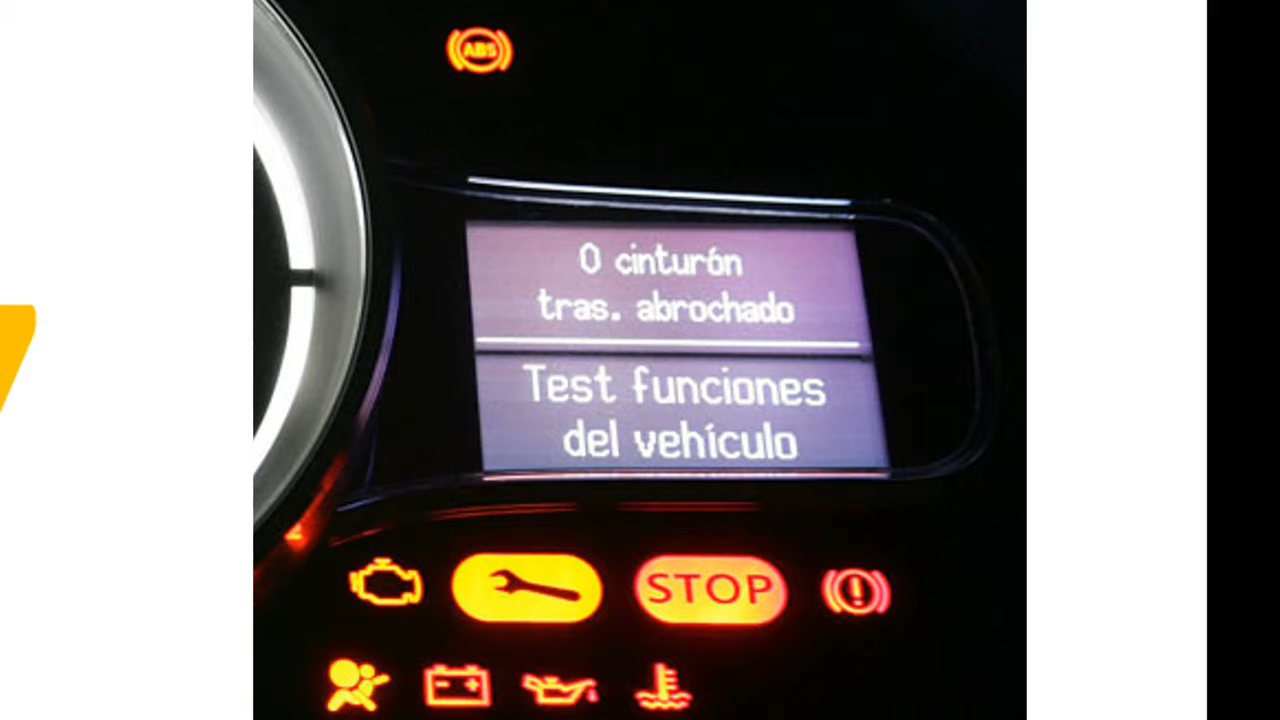 ABS
0 cinturón
tras. abrochado
Test funciones
del vehículo
STOP